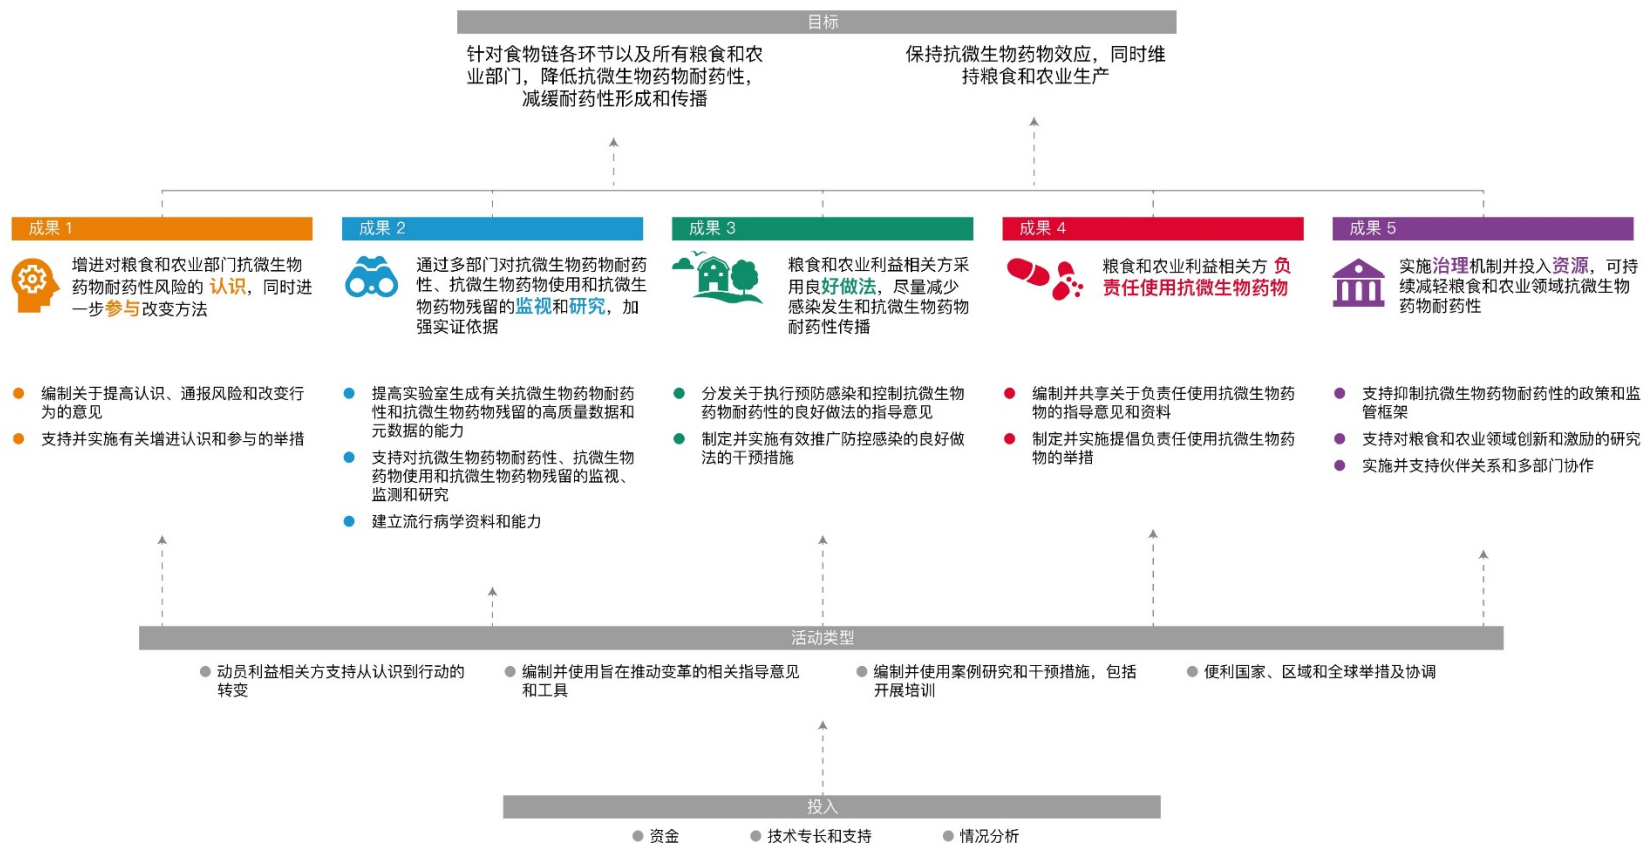 目标
针对食物链各环节以及所有粮食和农
业部门，降低抗微生物药物耐药性，
减缓耐药性形成和传播
保持抗微生物药物效应，同时维
持粮食和农业生产
成果 1
增进对粮食和农业部门抗微生物
药物耐药性风险的 认识，同时进
一步参与改变方法
编制关于提高认识、通报风险和改变行
为的意见
支持并实施有关增进认识和参与的举措
成果 2
通过多部门对抗微生物药物耐药
性、抗微生物药物使用和抗微生
物药物残留的监视和研究，加
强实证依据
提高实验室生成有关抗微生物药物耐药
性和抗微生物药物残留的高质量数据和
元数据的能力
支持对抗微生物药物耐药性、抗微生物
药物使用和抗微生物药物残留的监视、
监测和研究
建立流行病学资料和能力
成果 3
粮食和农业利益相关方采
用良好做法，尽量减少
感染发生和抗微生物药物
耐药性传播
分发关于执行预防感染和控制抗微生物
药物耐药性的良好做法的指导意见
制定并实施有效推广防控感染的良好做
法的干预措施
成果 4
粮食和农业利益相关方 负
责任使用抗微生物药物
编制并共享关于负责任使用抗微生物药
物的指导意见和资料
制定并实施提倡负责任使用抗微生物药
物的举措
成果 5
实施治理机制并投入资源，可持
续减轻粮食和农业领域抗微生物
药物耐药性
支持抑制抗微生物药物耐药性的政策和监
管框架
支持对粮食和农业领域创新和激励的研究
实施并支持伙伴关系和多部门协作
活动类型
动员利益相关方支持从认识到行动的
转变
编制并使用旨在推动变革的相关指导意见
和工具
编制并使用案例研究和干预措施，包括
开展培训
便利国家、区域和全球举措及协调
投入
资金
技术专长和支持
情况分析